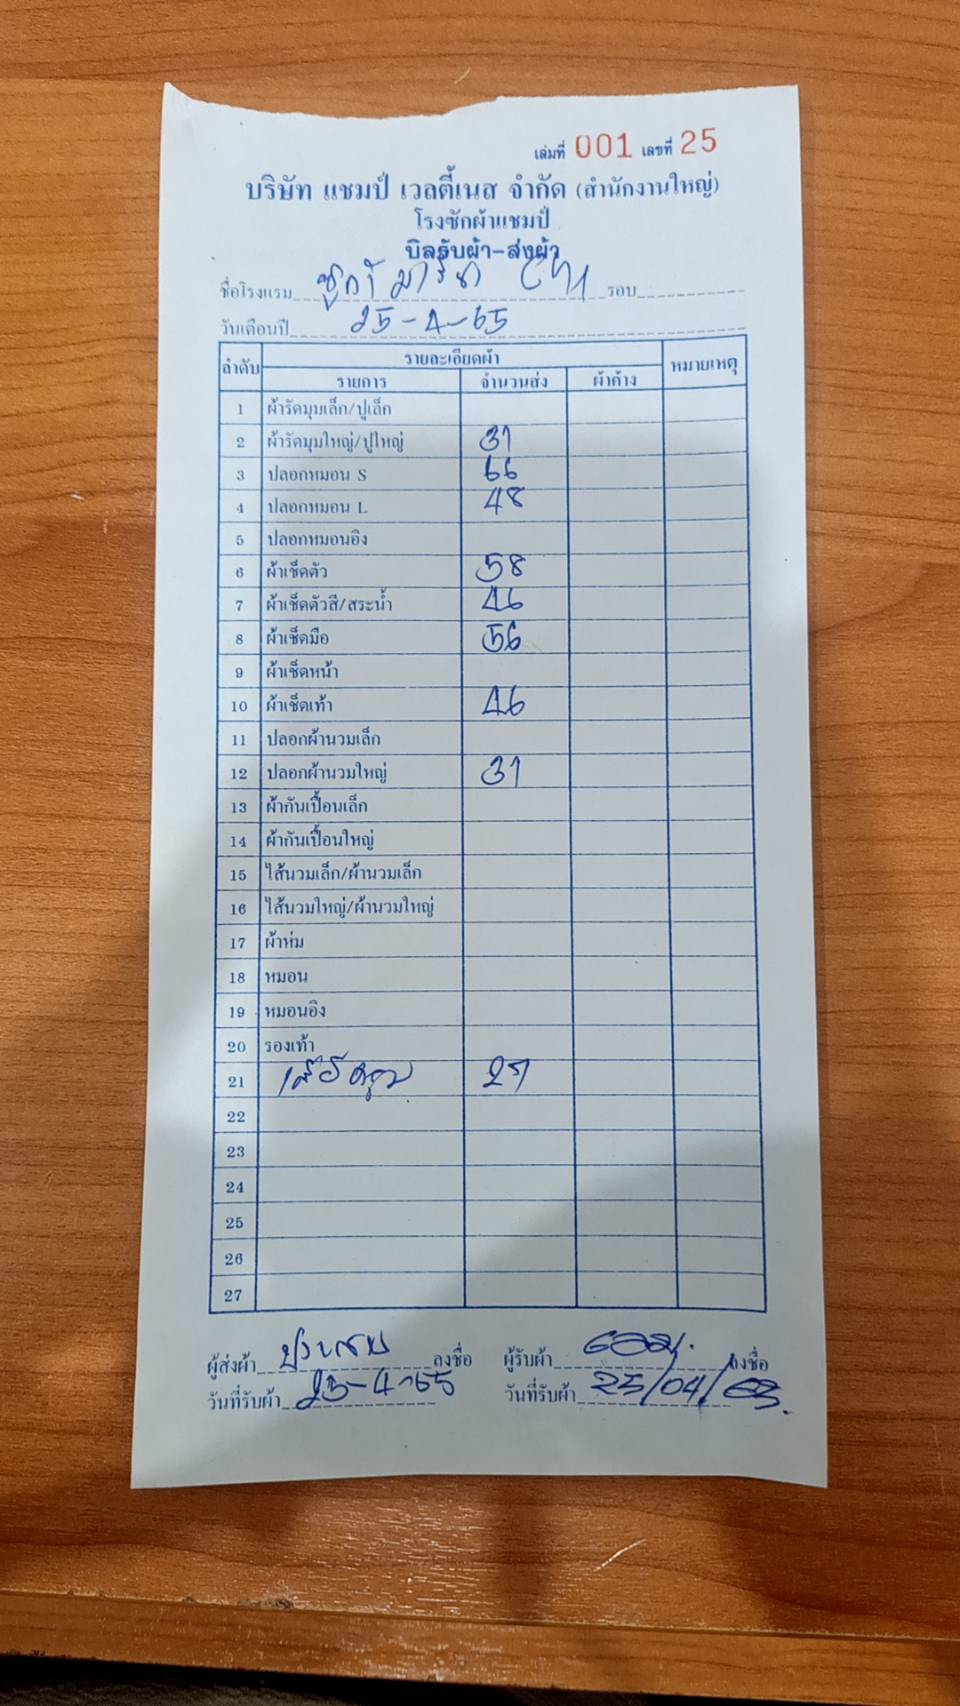 เล่มที่ 001 เลขที่ 25
บริษัท แชมป์ เวลตี้เนส จำกัด (สำนักงานใหญ่)
โรงซักผ้าแชมป์
บิลรับผ้า-ส่งผ้า
ชื่อโรงแรม รอบ
วันเดือนปี 25-4-65
ลำดับ รายละเอียดผ้า หมายเหตุ
รายการ จำนวนส่ง ผ้าค้าง
1 ผ้ารัดมุมเล็ก/ปูเล็ก
2 ผ้ารัดมุมใหญ่/ปูใหญ่ 31
3 ปลอกหมอน S 66
4 ปลอกหมอน L 48
5 ปลอกหมอนอิง
6 ผ้าเช็ดตัว 58
7 ผ้าเช็ดตัวสี/สระน้ำ 46
8 ผ้าเช็ดมือ 56
9 ผ้าเช็ดหน้า
10 ผ้าเช็ดเท้า 46
11 ปลอกผ้านวมเล็ก
12 ปลอกผ้านวมใหญ่ 31
13 ผ้ากันเปื้อนเล็ก
14 ผ้ากันเปื้อนใหญ่
15 ไส้นวมเล็ก/ผ้านวมเล็ก
16 ไส้นวมใหญ่/ผ้านวมใหญ่
17 ผ้าห่ม
18 หมอน
19 หมอนอิง
20 รองเท้า
21 เสื้อคลุม
22
23
24
25
26
27
ผู้ส่งผ้า ลงชื่อ ผู้รับผ้า ลงชื่อ
วันที่รับผ้า 25-4-65 วันที่รับผ้า 25/04/65